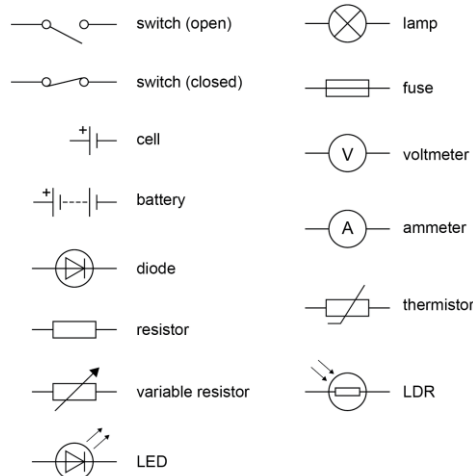 switch (open)
switch (closed)
+
cell
+
battery
diode
resistor
variable resistor
LED
lamp
fuse
V
voltmeter
A
ammeter
thermistor
LDR